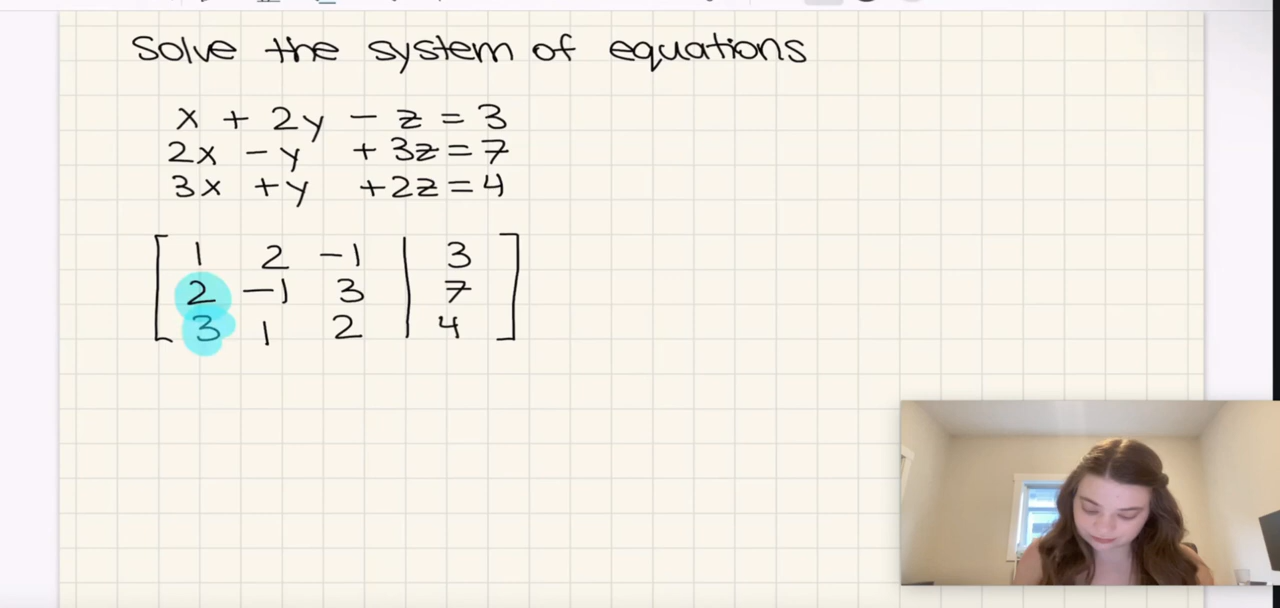 Solve the system of equations
x + 2y - z = 3
2x - y + 3z = 7
3x + y + 2z = 4
1 2 -1 | 3
2 -1 3 | 7
3 1 2 | 4